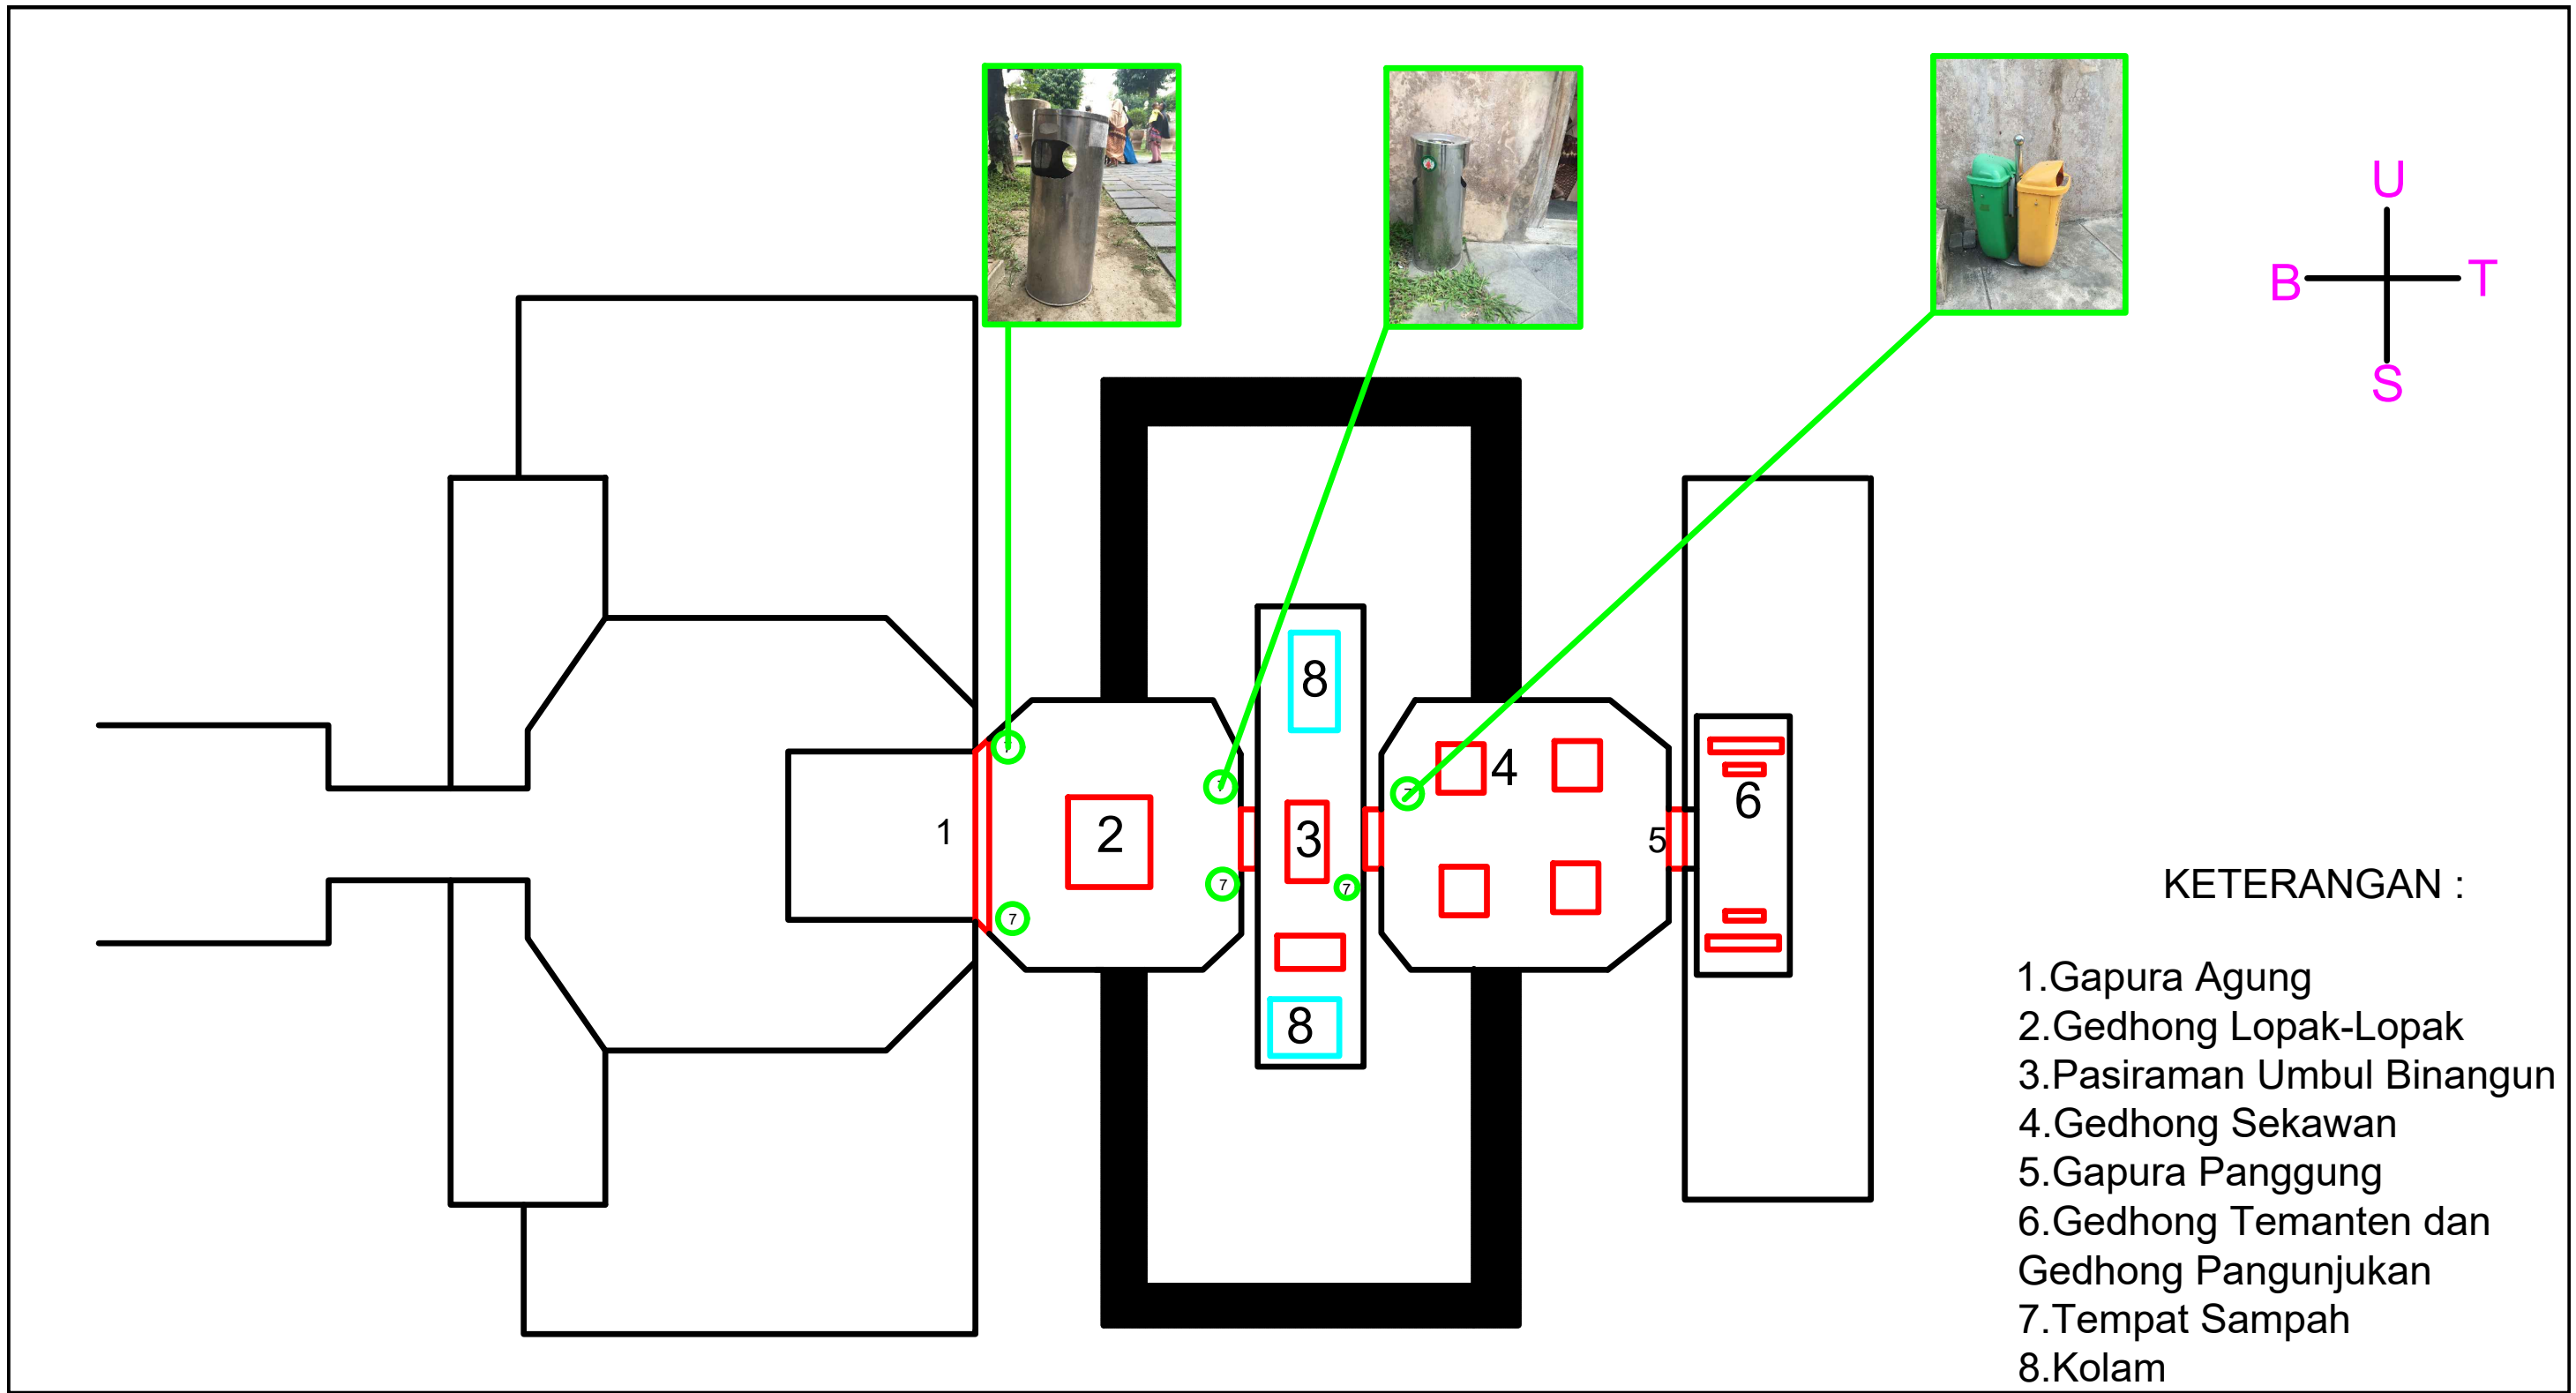 U
B
T
S
8
7
7
7
4
6
1
2
3
5
7
7
7
8
KETERANGAN :
1.Gapura Agung
2.Gedhong Lopak-Lopak
3.Pasiraman Umbul Binangun
4.Gedhong Sekawan
5.Gapura Panggung
6.Gedhong Temanten dan
Gedhong Pangunjukan
7.Tempat Sampah
8.Kolam